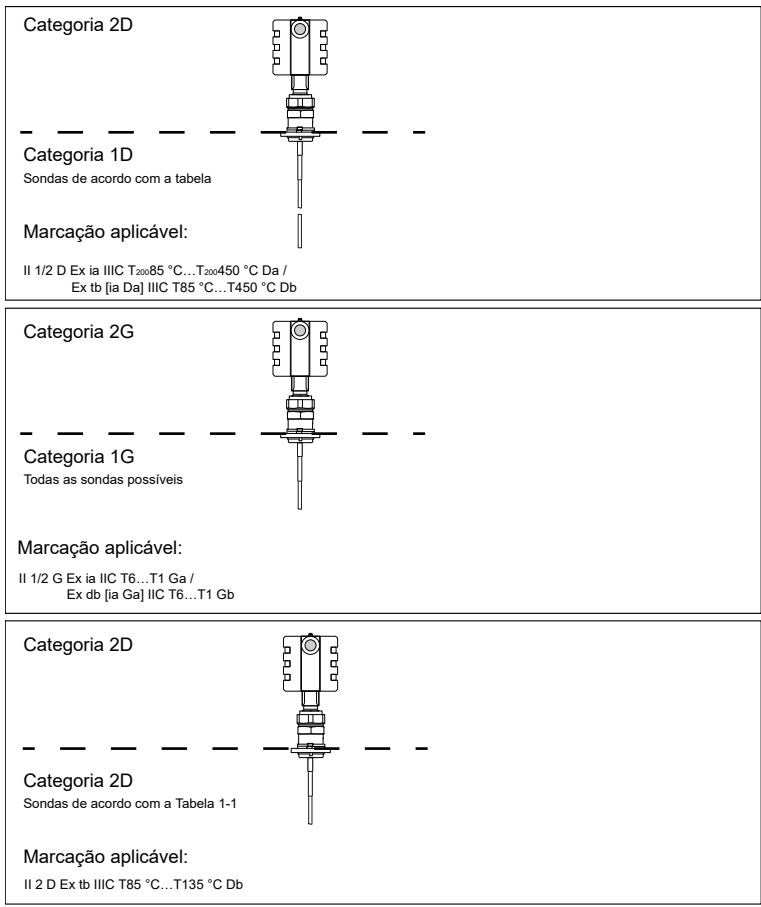 Categoria 2D
Categoria 1D
Sondas de acordo com a tabela
Marcação aplicável:
II 1/2 D Ex ia IIIC T₂₀₀85 °C…T₂₀₀450 °C Da /
Ex tb [ia Da] IIIC T85 °C…T450 °C Db
Categoria 2G
Categoria 1G
Todas as sondas possíveis
Marcação aplicável:
II 1/2 G Ex ia IIC T6…T1 Ga /
Ex db [ia Ga] IIC T6…T1 Gb
Categoria 2D
Categoria 2D
Sondas de acordo com a Tabela 1-1
Marcação aplicável:
II 2 D Ex tb IIIC T85 °C…T135 °C Db